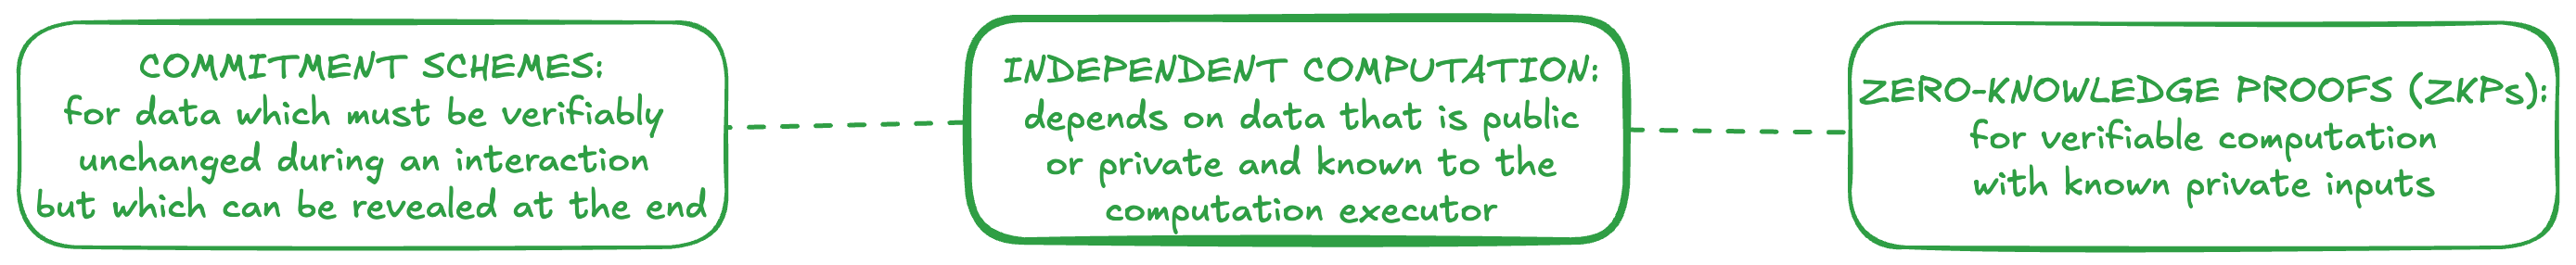 COMMITMENT SCHEMES:
for data which must be verifiably
unchanged during an interaction
but which can be revealed at the end
INDEPENDENT COMPUTATION:
depends on data that is public
or private and known to the
computation executor
ZERO-KNOWLEDGE PROOFS (ZKPs):
for verifiable computation
with known private inputs